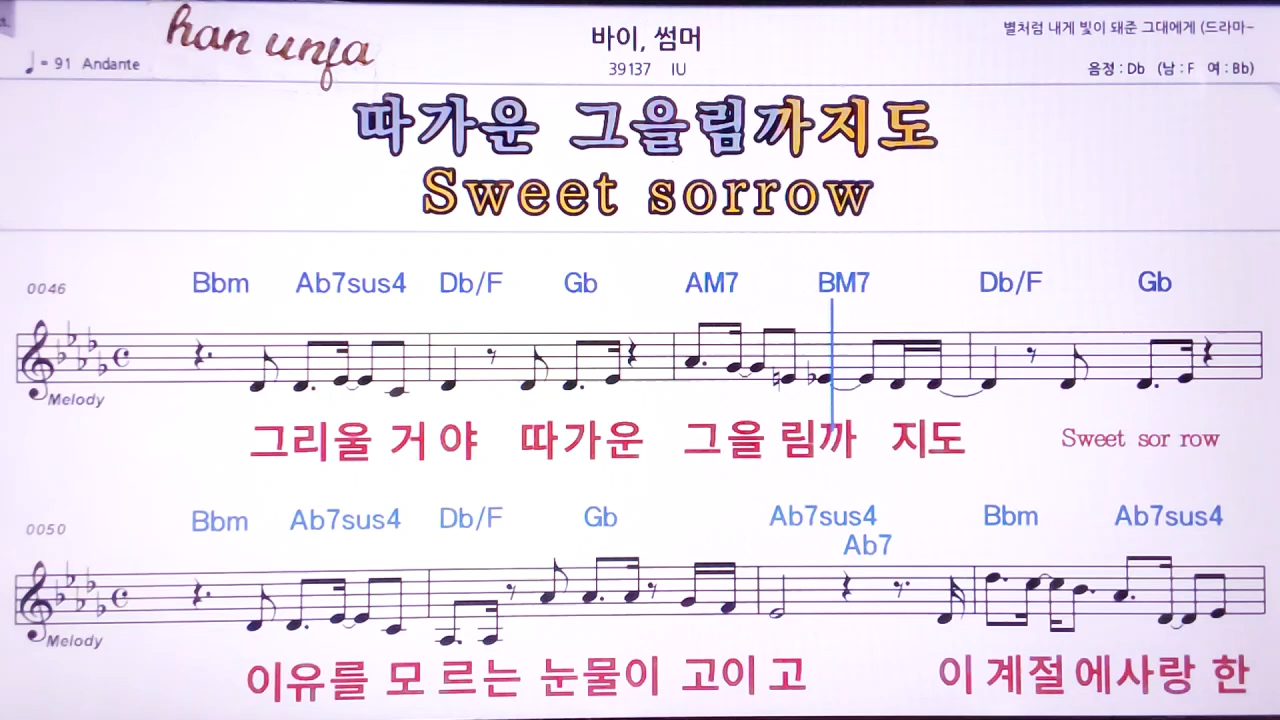 han unfa
바이, 썸머
별처럼 내게 빛이 돼준 그대에게 (드라마~
♩= 91 Andante
39137 IU
음정 : Db (남 : F 여 : Bb)
따가운 그을림까지도
Sweet sorrow
0046 Bbm Ab7sus4 Db/F Gb AM7 BM7 Db/F Gb
Melody
그리울 거 야 따가운 그을 림까 지도 Sweet sor row
0050 Bbm Ab7sus4 Db/F Gb Ab7sus4 Bbm Ab7sus4
Ab7
Melody
이유를 모 르는 눈물이 고이 고 이 계절 에사랑 한